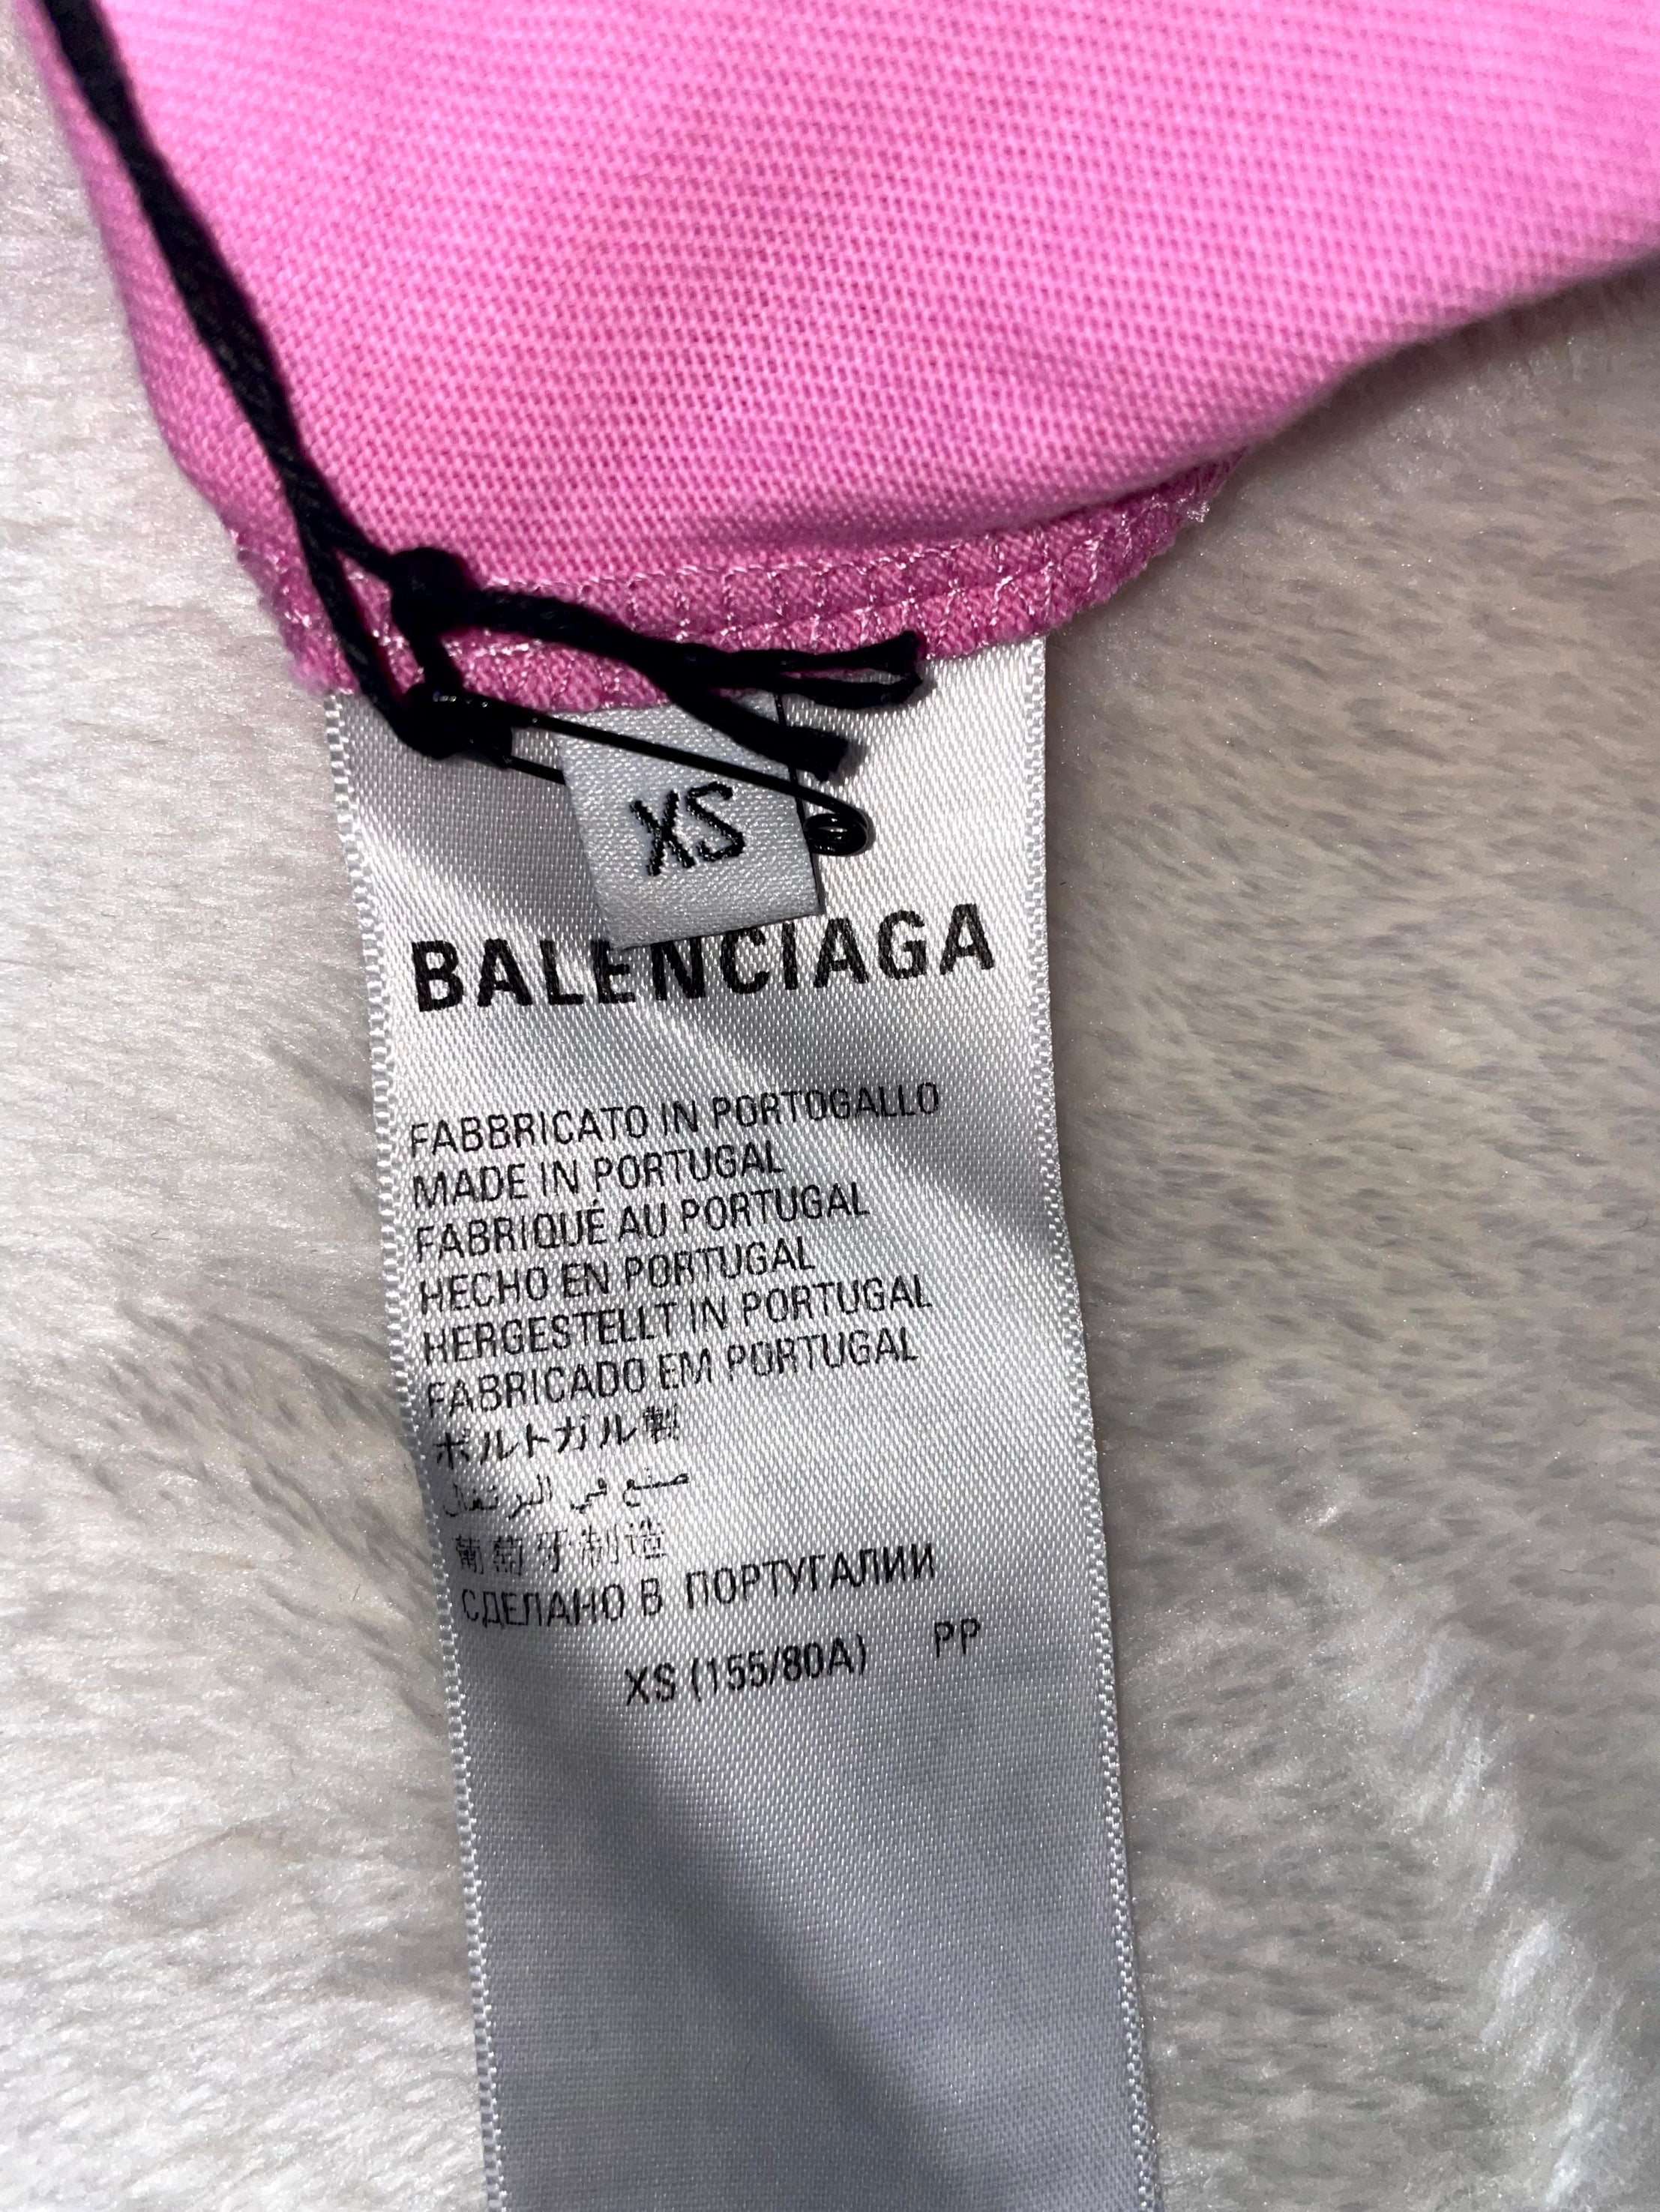 XS
BALENCIAGA
FABBRICATO IN PORTOGALLO
MADE IN PORTUGAL
FABRIQUÉ AU PORTUGAL
HECHO EN PORTUGAL
HERGESTELLT IN PORTUGAL
FABRICADO EM PORTUGAL
ポルトガル製
صنع في البرتغال
葡萄牙制造
СДЕЛАНО В ПОРТУГАЛИИ
XS (155/80A) PP